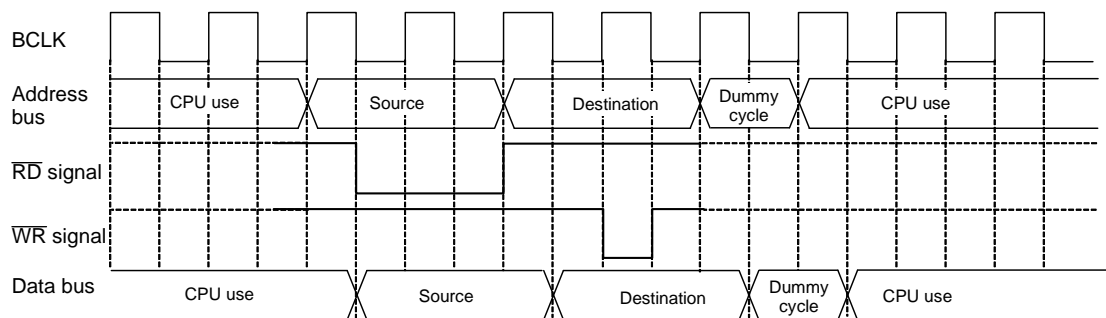 BCLK
Address
bus
CPU use
Source
Destination
Dummy
cycle
CPU use
RD signal
WR signal
Data bus
CPU use
Source
Destination
Dummy
cycle
CPU use